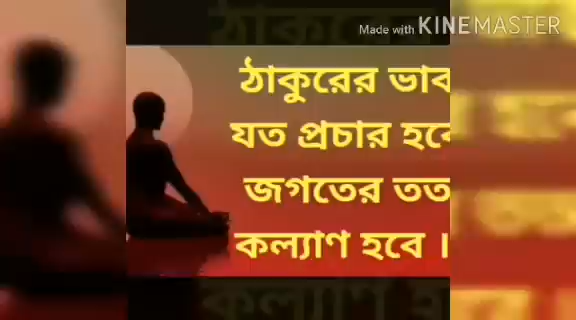 Made with KINEMASTER
ঠাকুরের ভাব
যত প্রচার হবে
জগতের তত
কল্যাণ হবে ।